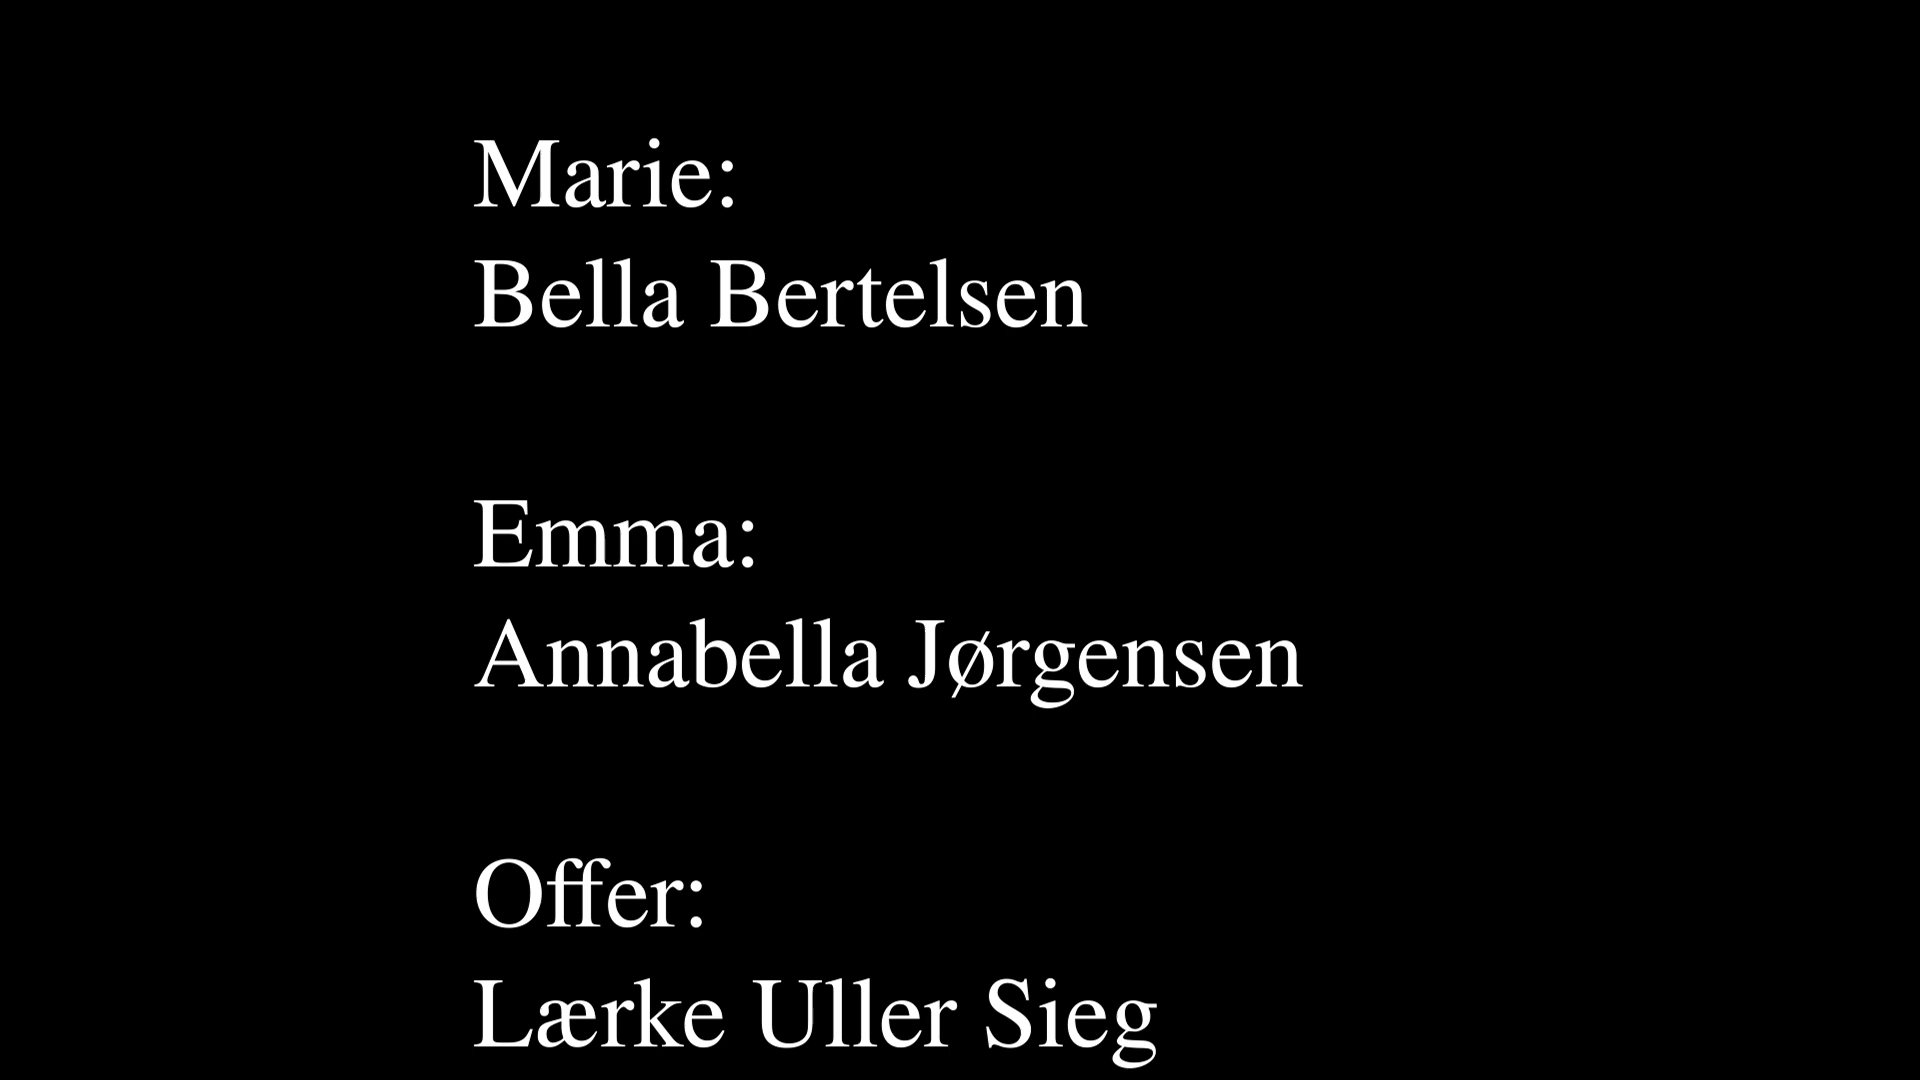 Marie:
Bella Bertelsen
Emma:
Annabella Jørgensen
Offer:
Lærke Uller Sieg